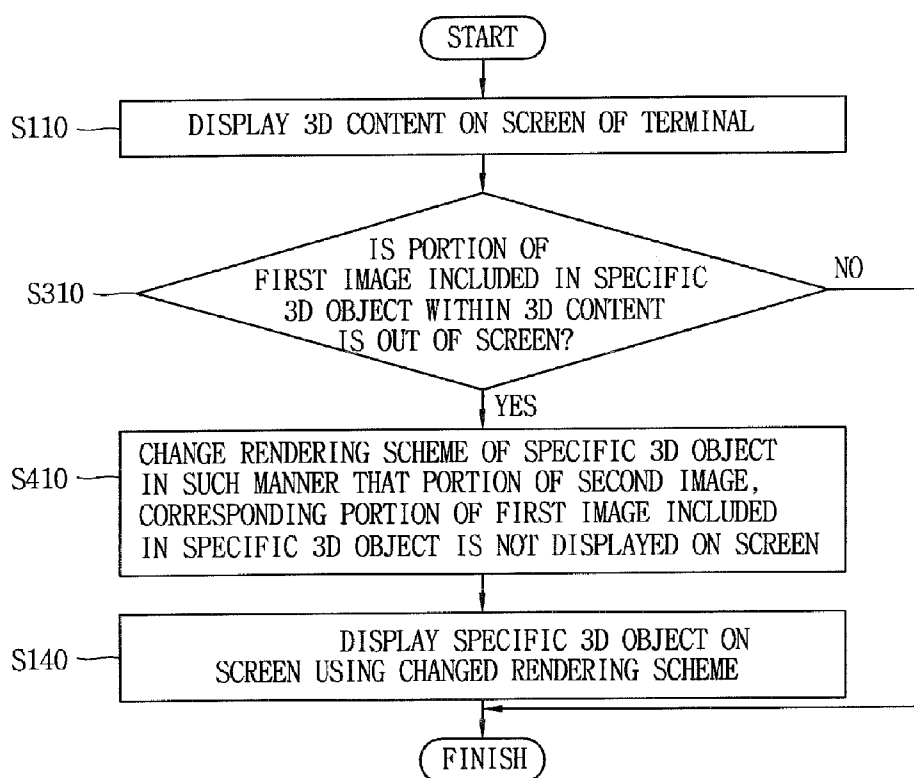 START
S110
DISPLAY 3D CONTENT ON SCREEN OF TERMINAL
S310
IS PORTION OF
FIRST IMAGE INCLUDED IN SPECIFIC
3D OBJECT WITHIN 3D CONTENT
IS OUT OF SCREEN?
NO
YES
S410
CHANGE RENDERING SCHEME OF SPECIFIC 3D OBJECT
IN SUCH MANNER THAT PORTION OF SECOND IMAGE,
CORRESPONDING PORTION OF FIRST IMAGE INCLUDED
IN SPECIFIC 3D OBJECT IS NOT DISPLAYED ON SCREEN
S140
DISPLAY SPECIFIC 3D OBJECT ON
SCREEN USING CHANGED RENDERING SCHEME
FINISH